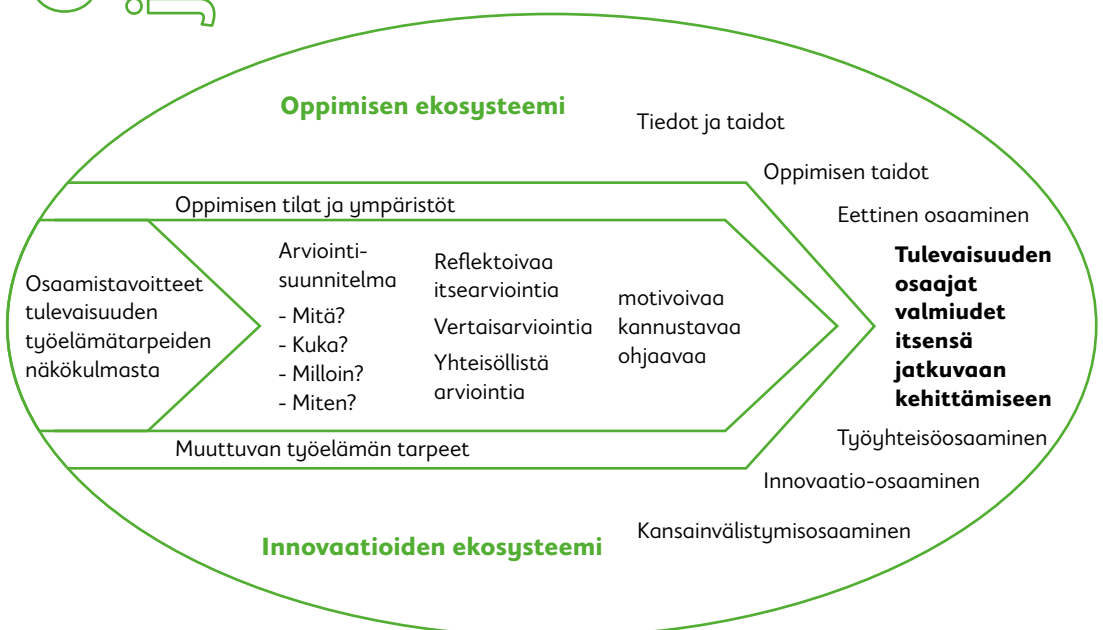 Oppimisen ekosysteemi
Tiedot ja taidot
Oppimisen taidot
Eettinen osaaminen
Oppimisen tilat ja ympäristöt
Osaamistavoitteet
tulevaisuuden
työelämätarpeiden
näkökulmasta
Arviointi-
suunnitelma
- Mitä?
- Kuka?
- Milloin?
- Miten?
Reflektoivaa
itsearviointia
Vertaisarviointia
Yhteisöllistä
arviointia
motivoivaa
kannustavaa
ohjaavaa
Tulevaisuuden
osaajat
valmiudet
itsensä
jatkuvaan
kehittämiseen
Muuttuvan työelämän tarpeet
Työyhteisöosaaminen
Innovaatio-osaaminen
Kansainvälistymisosaaminen
Innovaatioiden ekosysteemi